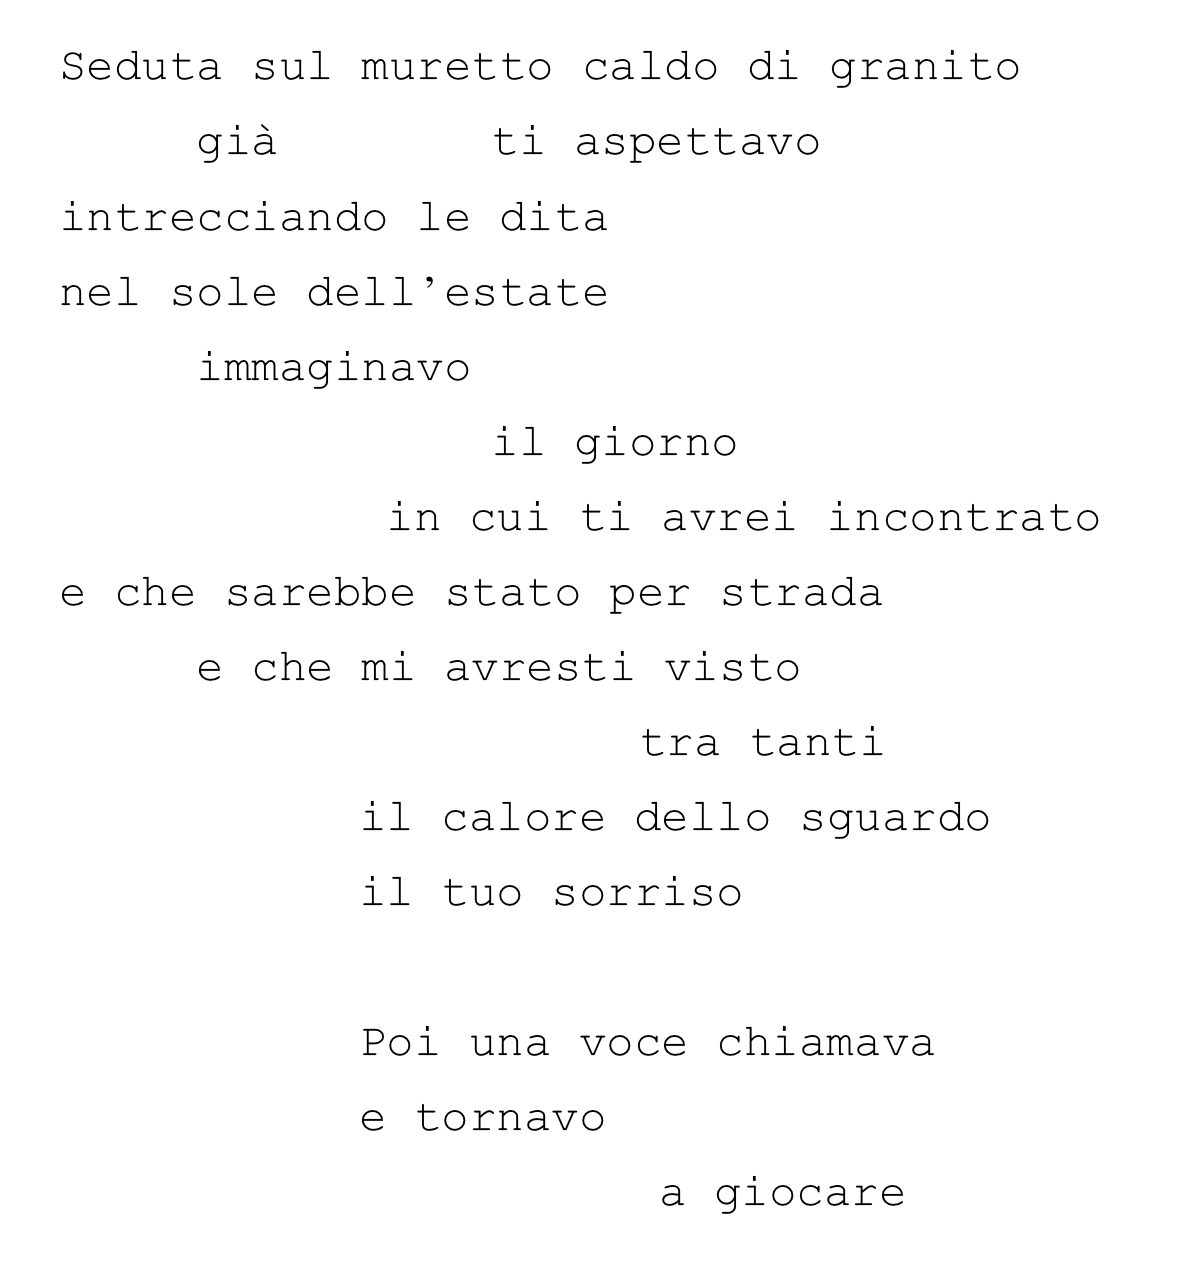 Seduta sul muretto caldo di granito
già ti aspettavo
intrecciando le dita
nel sole dell’estate
immaginavo
il giorno
in cui ti avrei incontrato
e che sarebbe stato per strada
e che mi avresti visto
tra tanti
il calore dello sguardo
il tuo sorriso
Poi una voce chiamava
e tornavo
a giocare